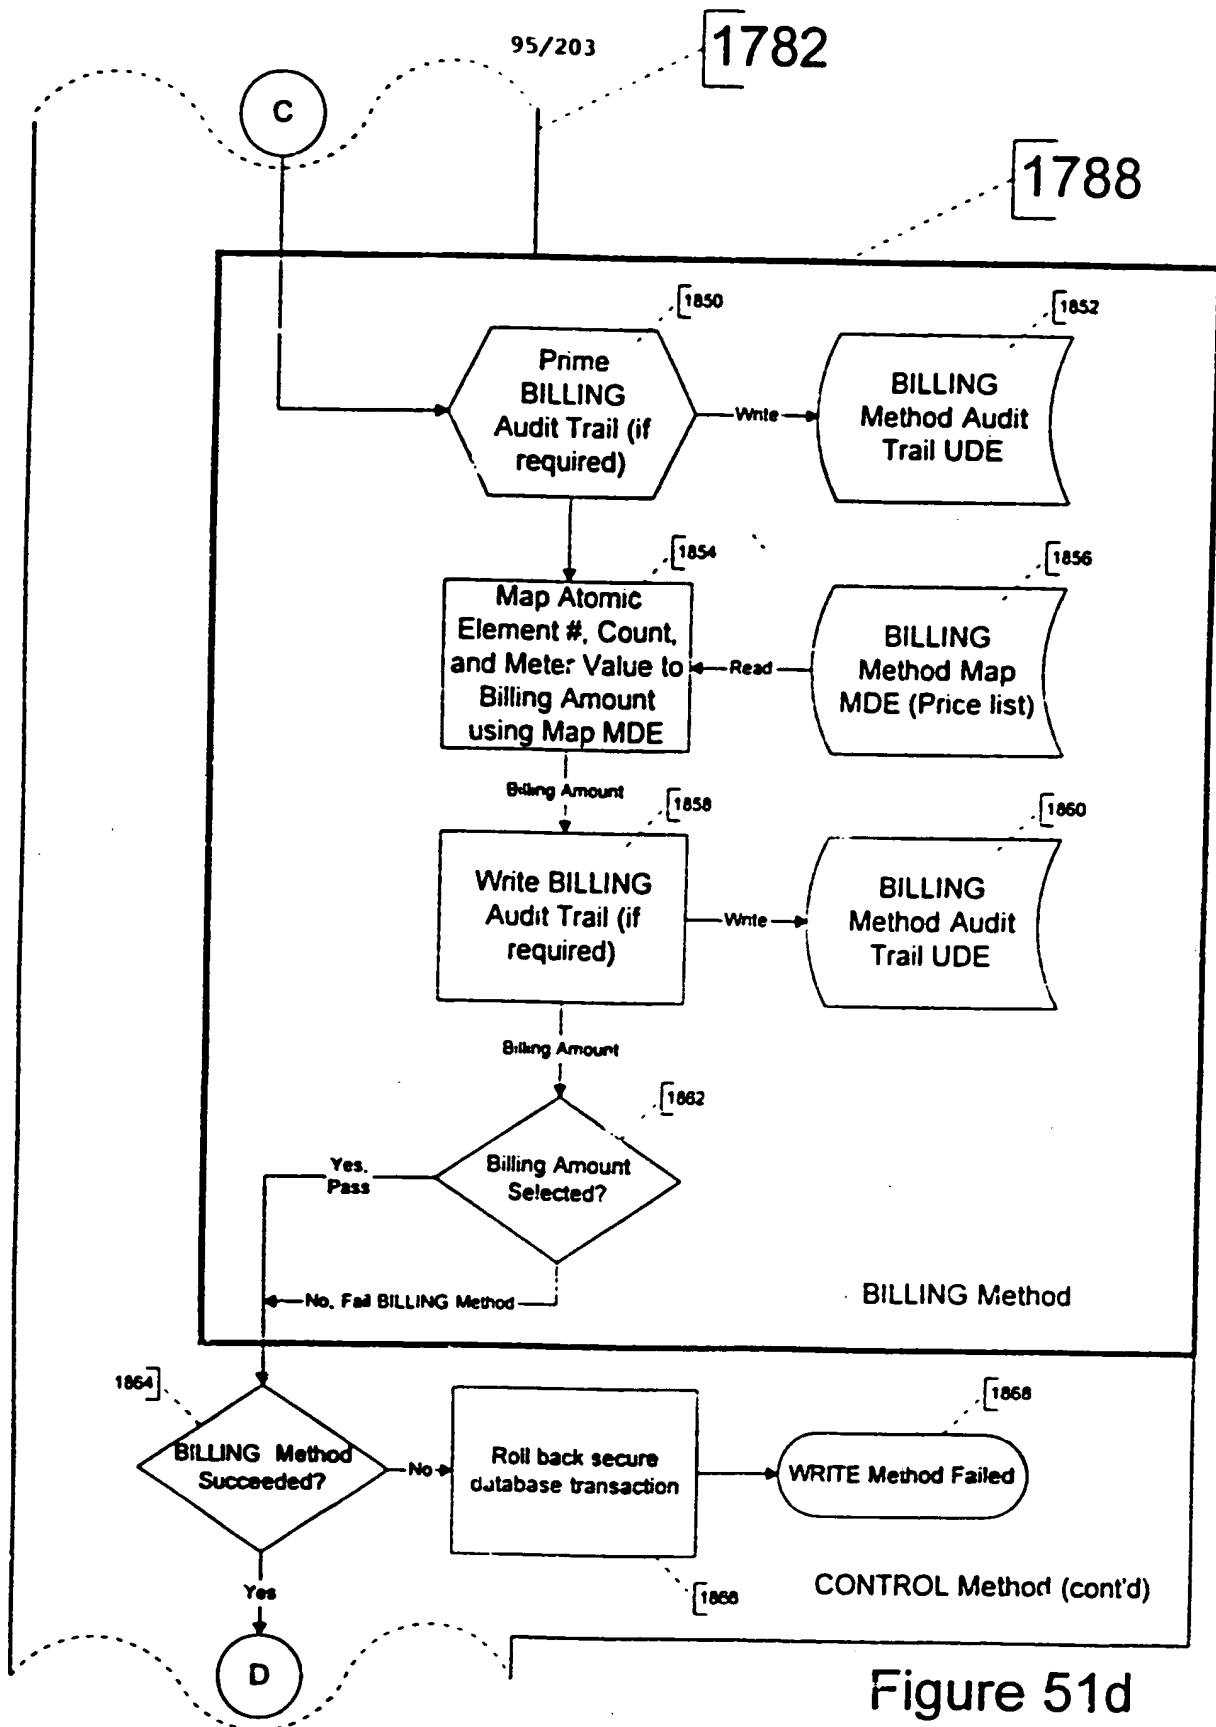 95/203
1782
C
1788
1850
Prime
BILLING
Audit Trail (if
required)
Write
1852
BILLING
Method Audit
Trail UDE
1854
Map Atomic
Element #, Count,
and Meter Value to
Billing Amount
using Map MDE
Read
1856
BILLING
Method Map
MDE (Price list)
Billing Amount
1858
Write BILLING
Audit Trail (if
required)
Write
1860
BILLING
Method Audit
Trail UDE
Billing Amount
1862
Billing Amount
Selected?
Yes.
Pass
No, Fail BILLING Method
BILLING Method
1864
BILLING Method
Succeeded?
No
Roll back secure
database transaction
1866
1868
WRITE Method Failed
Yes
CONTROL Method (cont'd)
D
Figure 51d